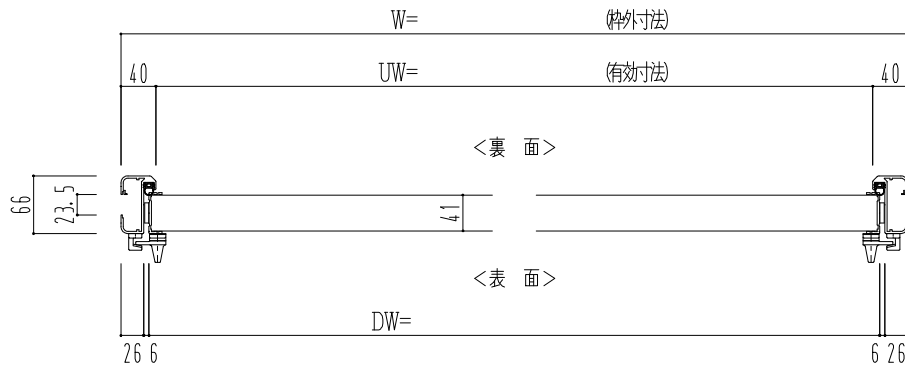 W= (枠外寸法)
40 UW= (有効寸法) 40
<裏 面>
66 23.5 41
<表 面>
DW=
26 6 6 26